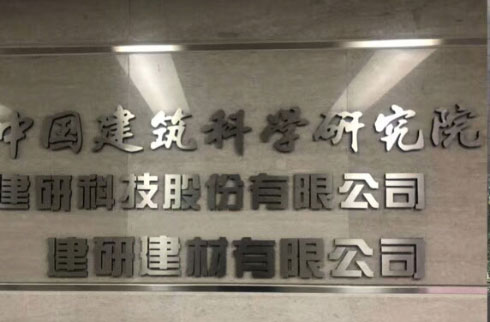 中国建筑科学研究院
建研科技股份有限公司
建研建材有限公司